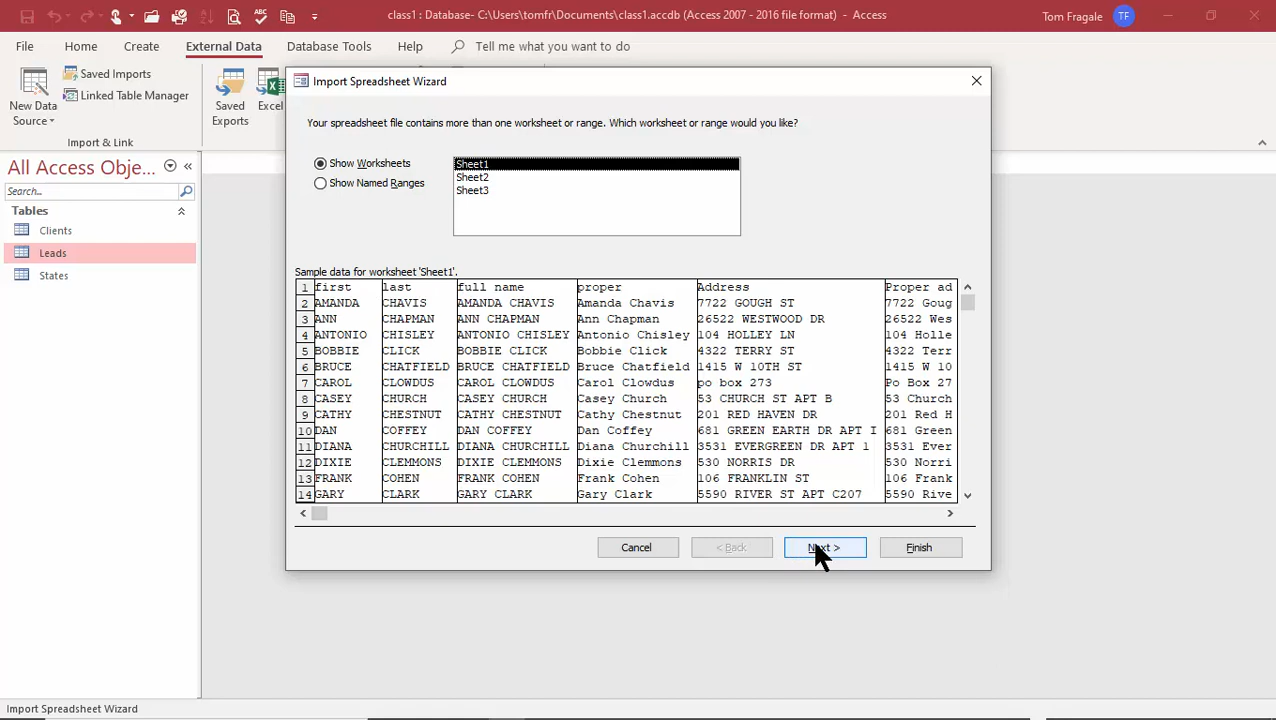 class1 : Database- C:\Users\tomfr\Documents\class1.accdb (Access 2007 - 2016 file format) - Access
Tom Fragale
TF
File Home Create External Data Database Tools Help Tell me what you want to do
New Data Source
Saved Imports
Linked Table Manager
Import & Link
Saved Exports
Excel
All Access Obje...
Search...
Tables
Clients
Leads
States
Import Spreadsheet Wizard
Your spreadsheet file contains more than one worksheet or range. Which worksheet or range would you like?
Show Worksheets
Show Named Ranges
Sheet1
Sheet2
Sheet3
Sample data for worksheet 'Sheet1'.
1 first last full name proper Address Proper ad
2 AMANDA CHAVIS AMANDA CHAVIS Amanda Chavis 7722 GOUGH ST 7722 Goug
3 ANN CHAPMAN ANN CHAPMAN Ann Chapman 26522 WESTWOOD DR 26522 Wes
4 ANTONIO CHISLEY ANTONIO CHISLEY Antonio Chisley 104 HOLLEY LN 104 Holle
5 BOBBIE CLICK BOBBIE CLICK Bobbie Click 4322 TERRY ST 4322 Terr
6 BRUCE CHATFIELD BRUCE CHATFIELD Bruce Chatfield 1415 W 10TH ST 1415 W 10
7 CAROL CLOWDUS CAROL CLOWDUS Carol Clowdus po box 273 Po Box 27
8 CASEY CHURCH CASEY CHURCH Casey Church 53 CHURCH ST APT B 53 Church
9 CATHY CHESTNUT CATHY CHESTNUT Cathy Chestnut 201 RED HAVEN DR 201 Red H
10 DAN COFFEY DAN COFFEY Dan Coffey 681 GREEN EARTH DR APT I 681 Green
11 DIANA CHURCHILL DIANA CHURCHILL Diana Churchill 3531 EVERGREEN DR APT 1 3531 Ever
12 DIXIE CLEMMONS DIXIE CLEMMONS Dixie Clemmons 530 NORRIS DR 530 Norri
13 FRANK COHEN FRANK COHEN Frank Cohen 106 FRANKLIN ST 106 Frank
14 GARY CLARK GARY CLARK Gary Clark 5590 RIVER ST APT C207 5590 Rive
Cancel < Back Next > Finish
Import Spreadsheet Wizard